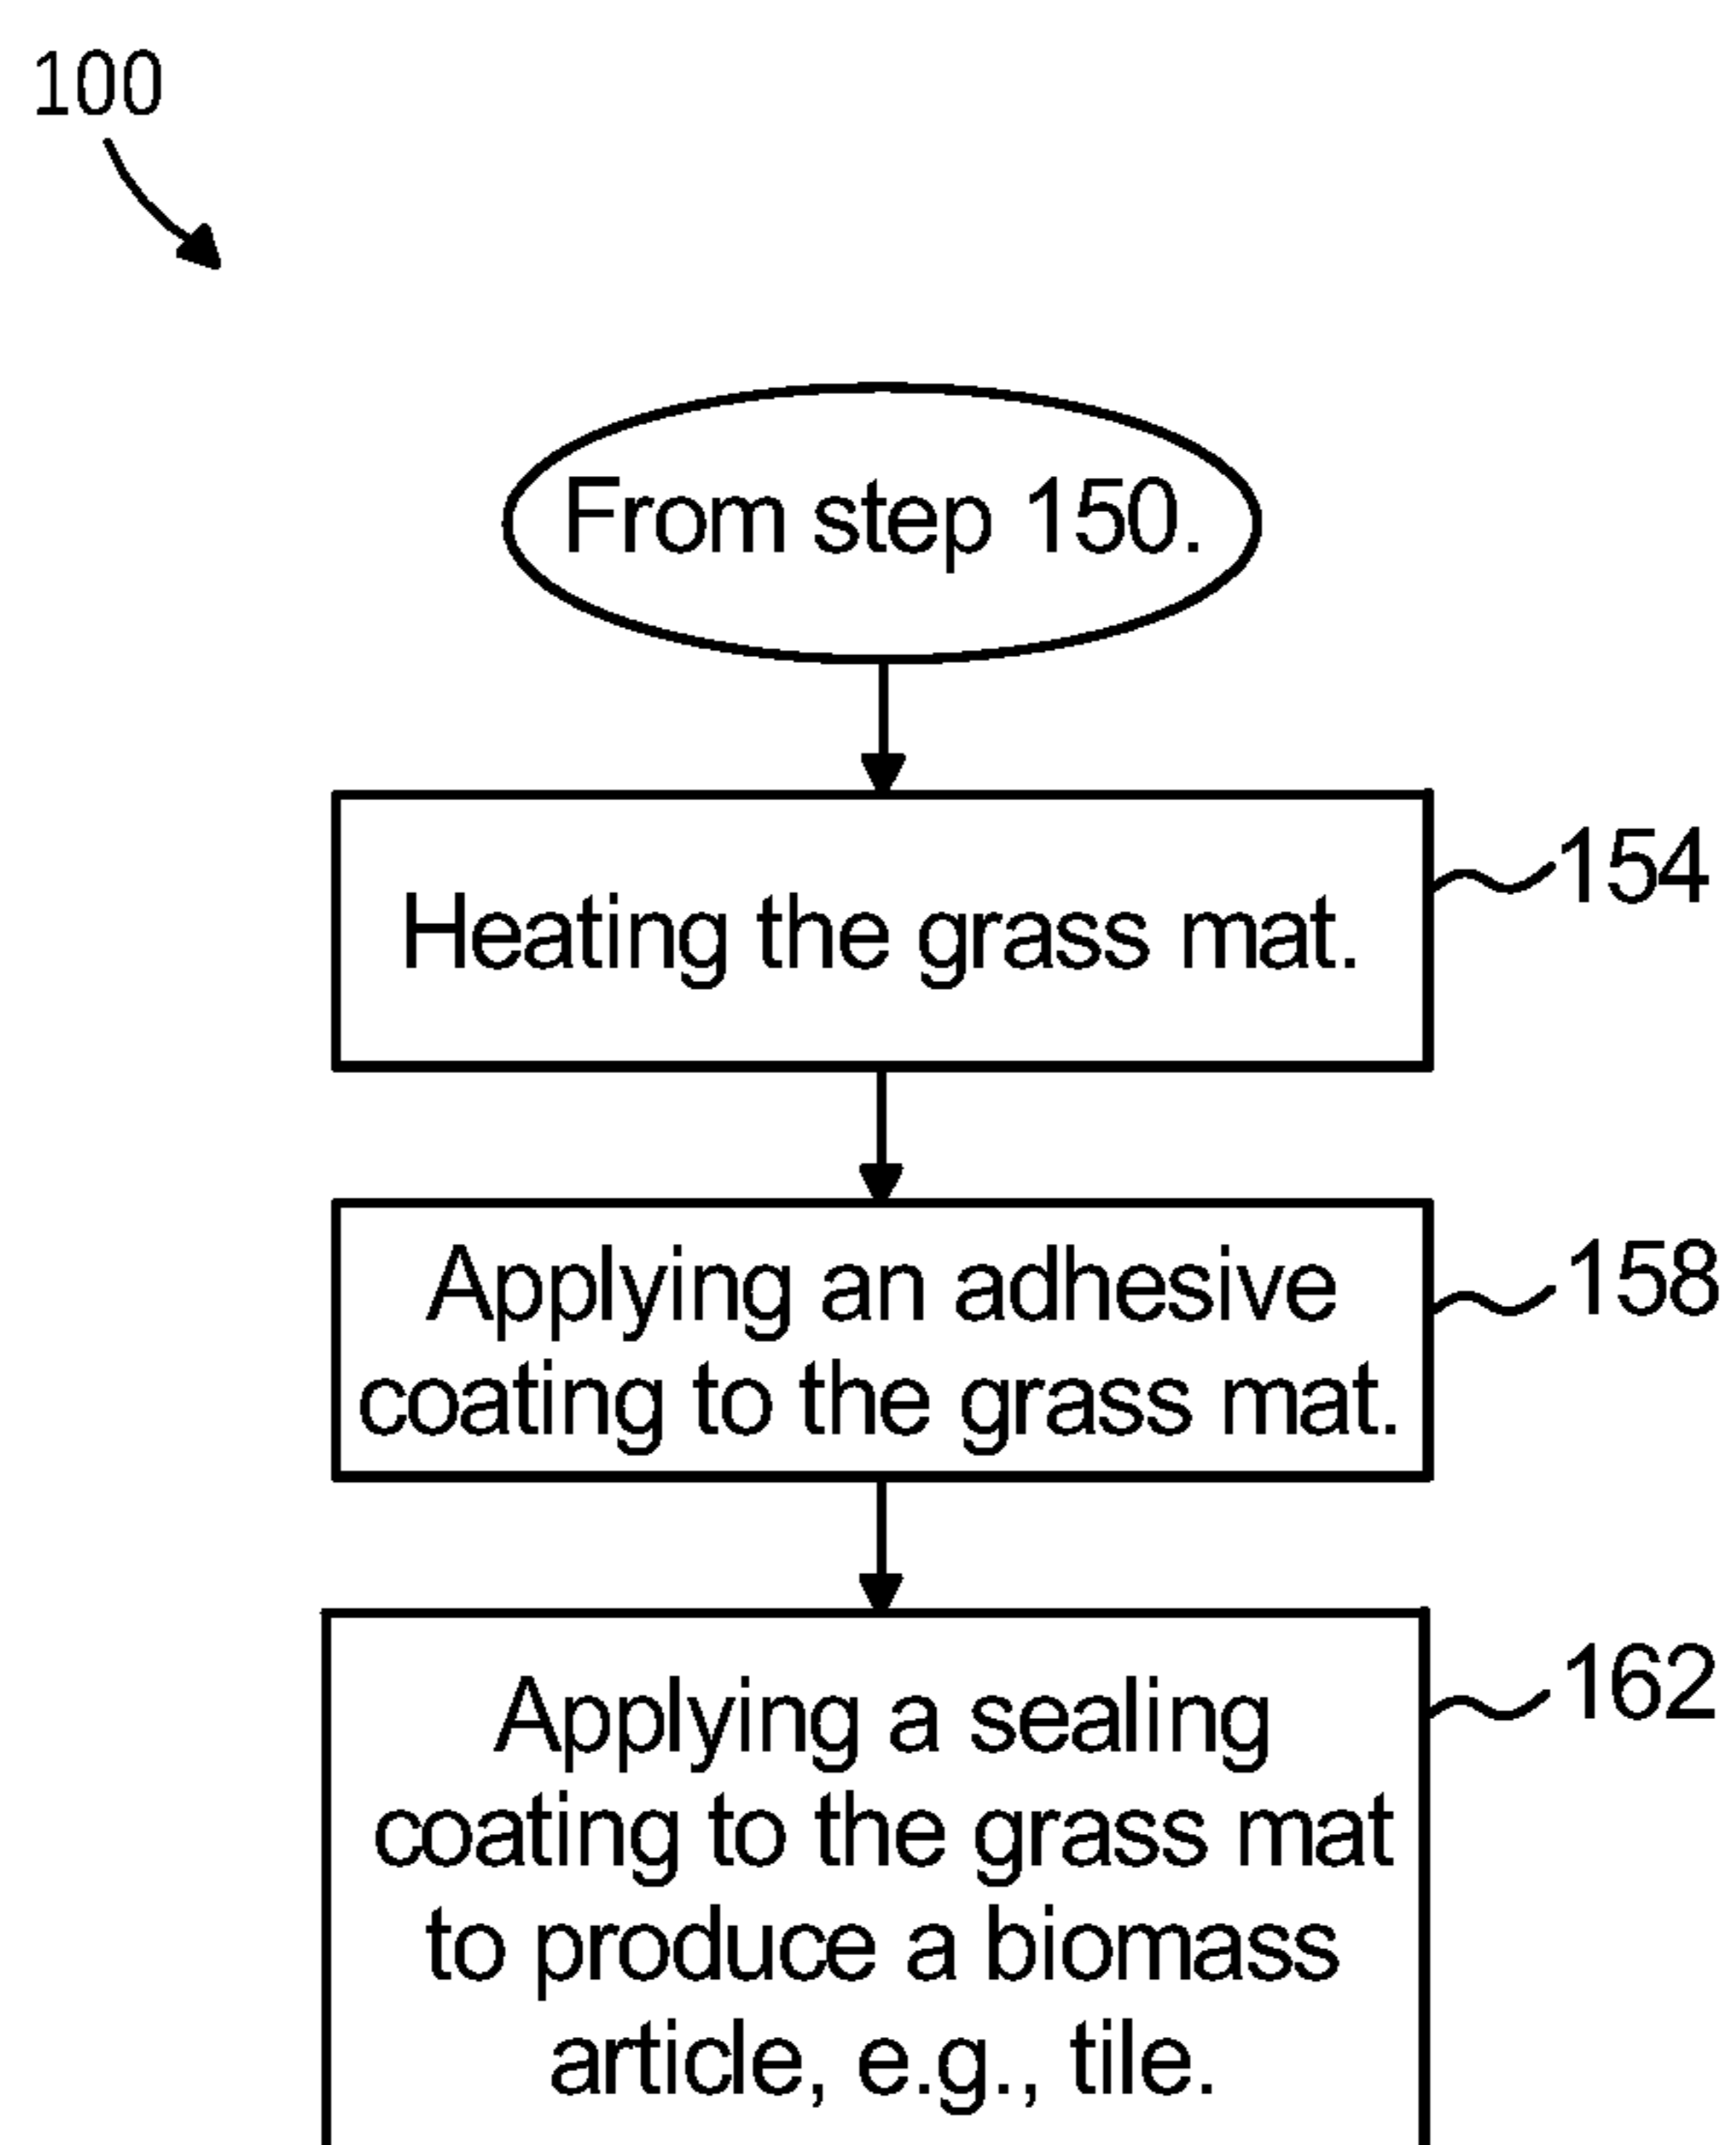 100
From step 150.
Heating the grass mat.
154
Applying an adhesive
coating to the grass mat.
158
Applying a sealing
coating to the grass mat
to produce a biomass
article, e.g., tile.
162